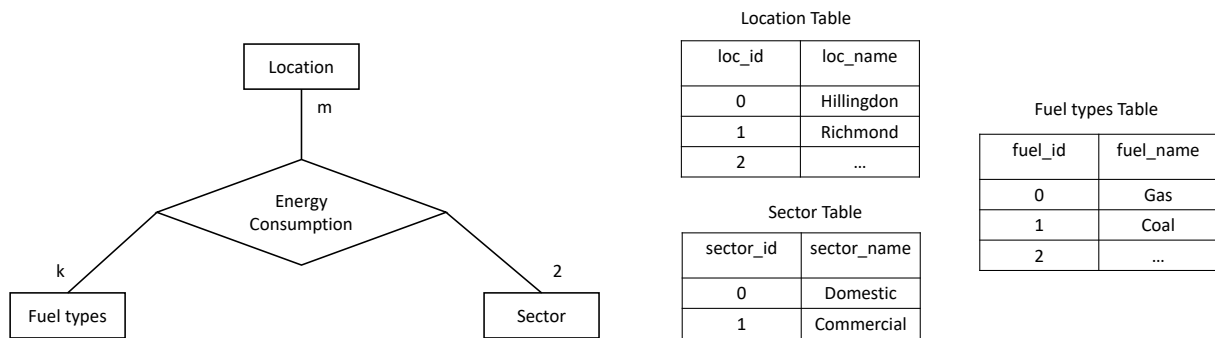 Location
m
Energy
Consumption
k
2
Fuel types
Sector
Location Table
loc_id loc_name
0 Hillingdon
1 Richmond
2 ...
Sector Table
sector_id sector_name
0 Domestic
1 Commercial
Fuel types Table
fuel_id fuel_name
0 Gas
1 Coal
2 ...